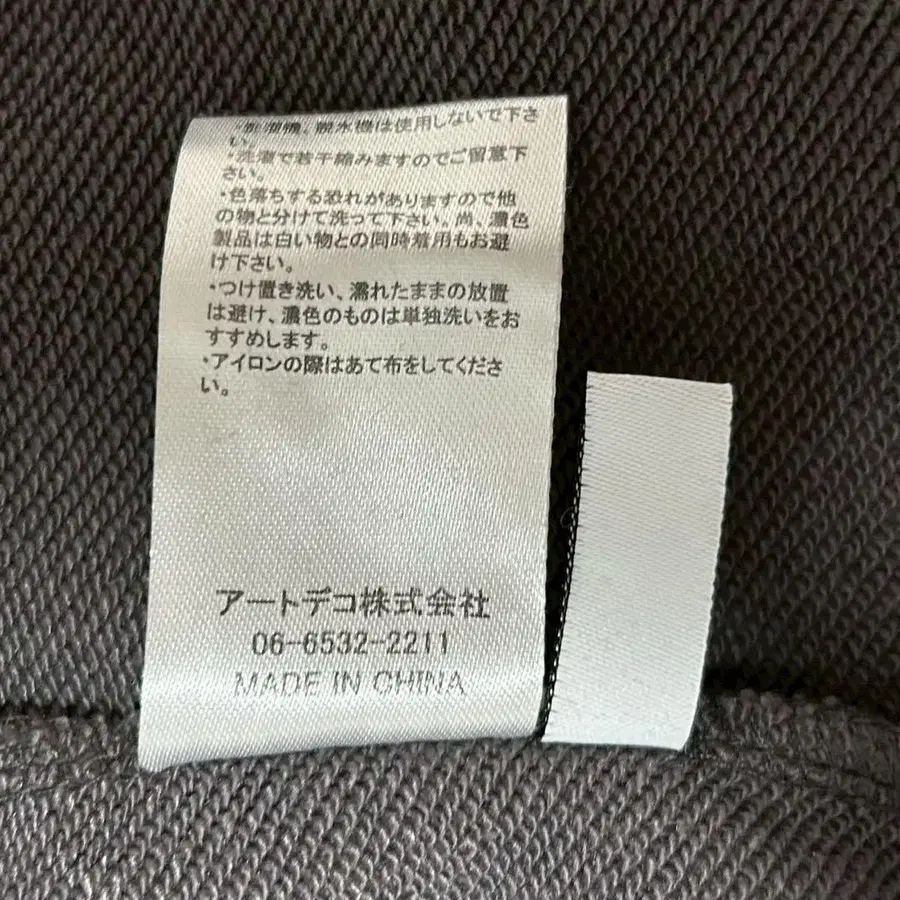 脱水機は使用しないで下さ
い。
・洗濯で若干縮みますのでご留意下
さい。
・色落ちする恐れがありますので他
の物と分けて洗って下さい。尚、濃色
製品は白い物との同時着用もお避
け下さい。
・つけ置き洗い、濡れたままの放置
は避け、濃色のものは単独洗いをお
すすめします。
・アイロンの際はあて布をしてくださ
い。
アートデコ株式会社
06-6532-2211
MADE IN CHINA